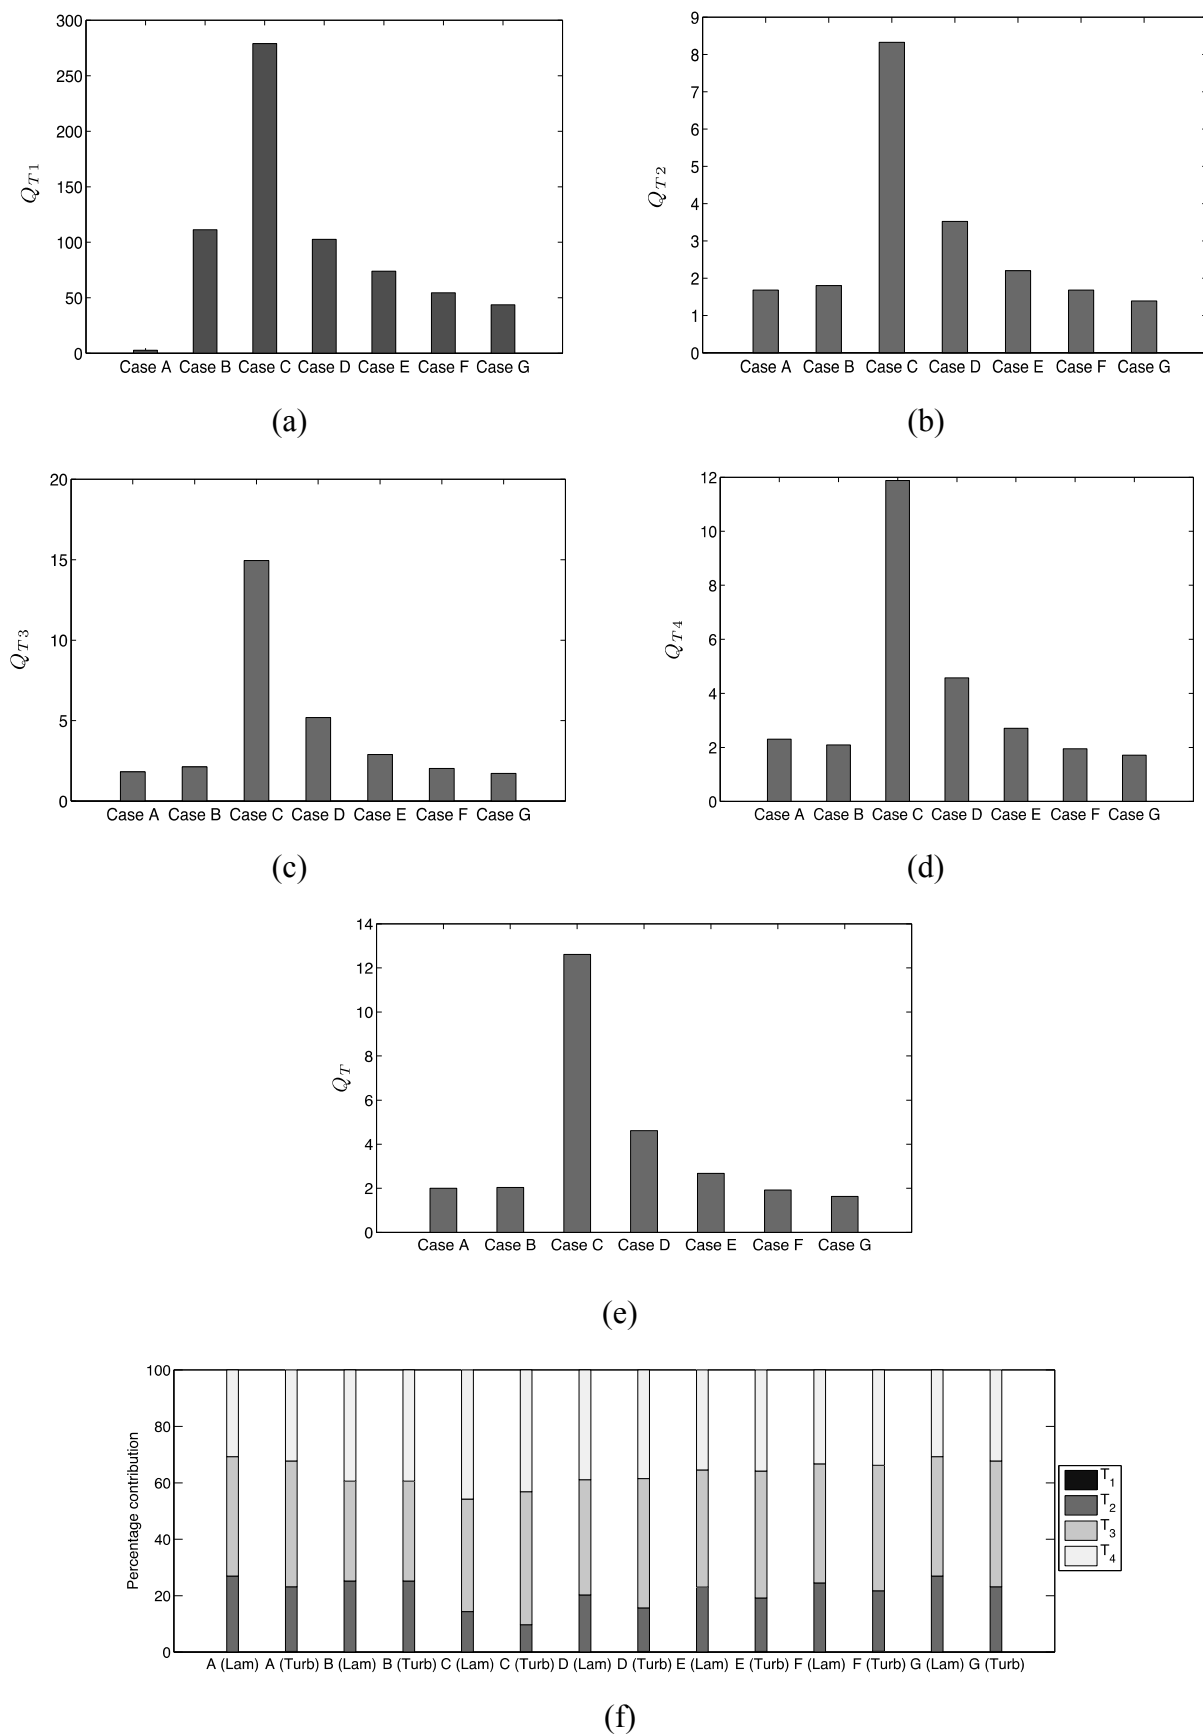 300
250
200
150
100
50
0
Q_{T1}
Case A Case B Case C Case D Case E Case F Case G
(a)
9
8
7
6
5
4
3
2
1
0
Q_{T2}
Case A Case B Case C Case D Case E Case F Case G
(b)
20
15
10
5
0
Q_{T3}
Case A Case B Case C Case D Case E Case F Case G
(c)
12
10
8
6
4
2
0
Q_{T4}
Case A Case B Case C Case D Case E Case F Case G
(d)
14
12
10
8
6
4
2
0
Q_T
Case A Case B Case C Case D Case E Case F Case G
(e)
100
80
60
40
20
0
Percentage contribution
A (Lam) A (Turb) B (Lam) B (Turb) C (Lam) C (Turb) D (Lam) D (Turb) E (Lam) E (Turb) F (Lam) F (Turb) G (Lam) G (Turb)
T_1
T_2
T_3
T_4
(f)